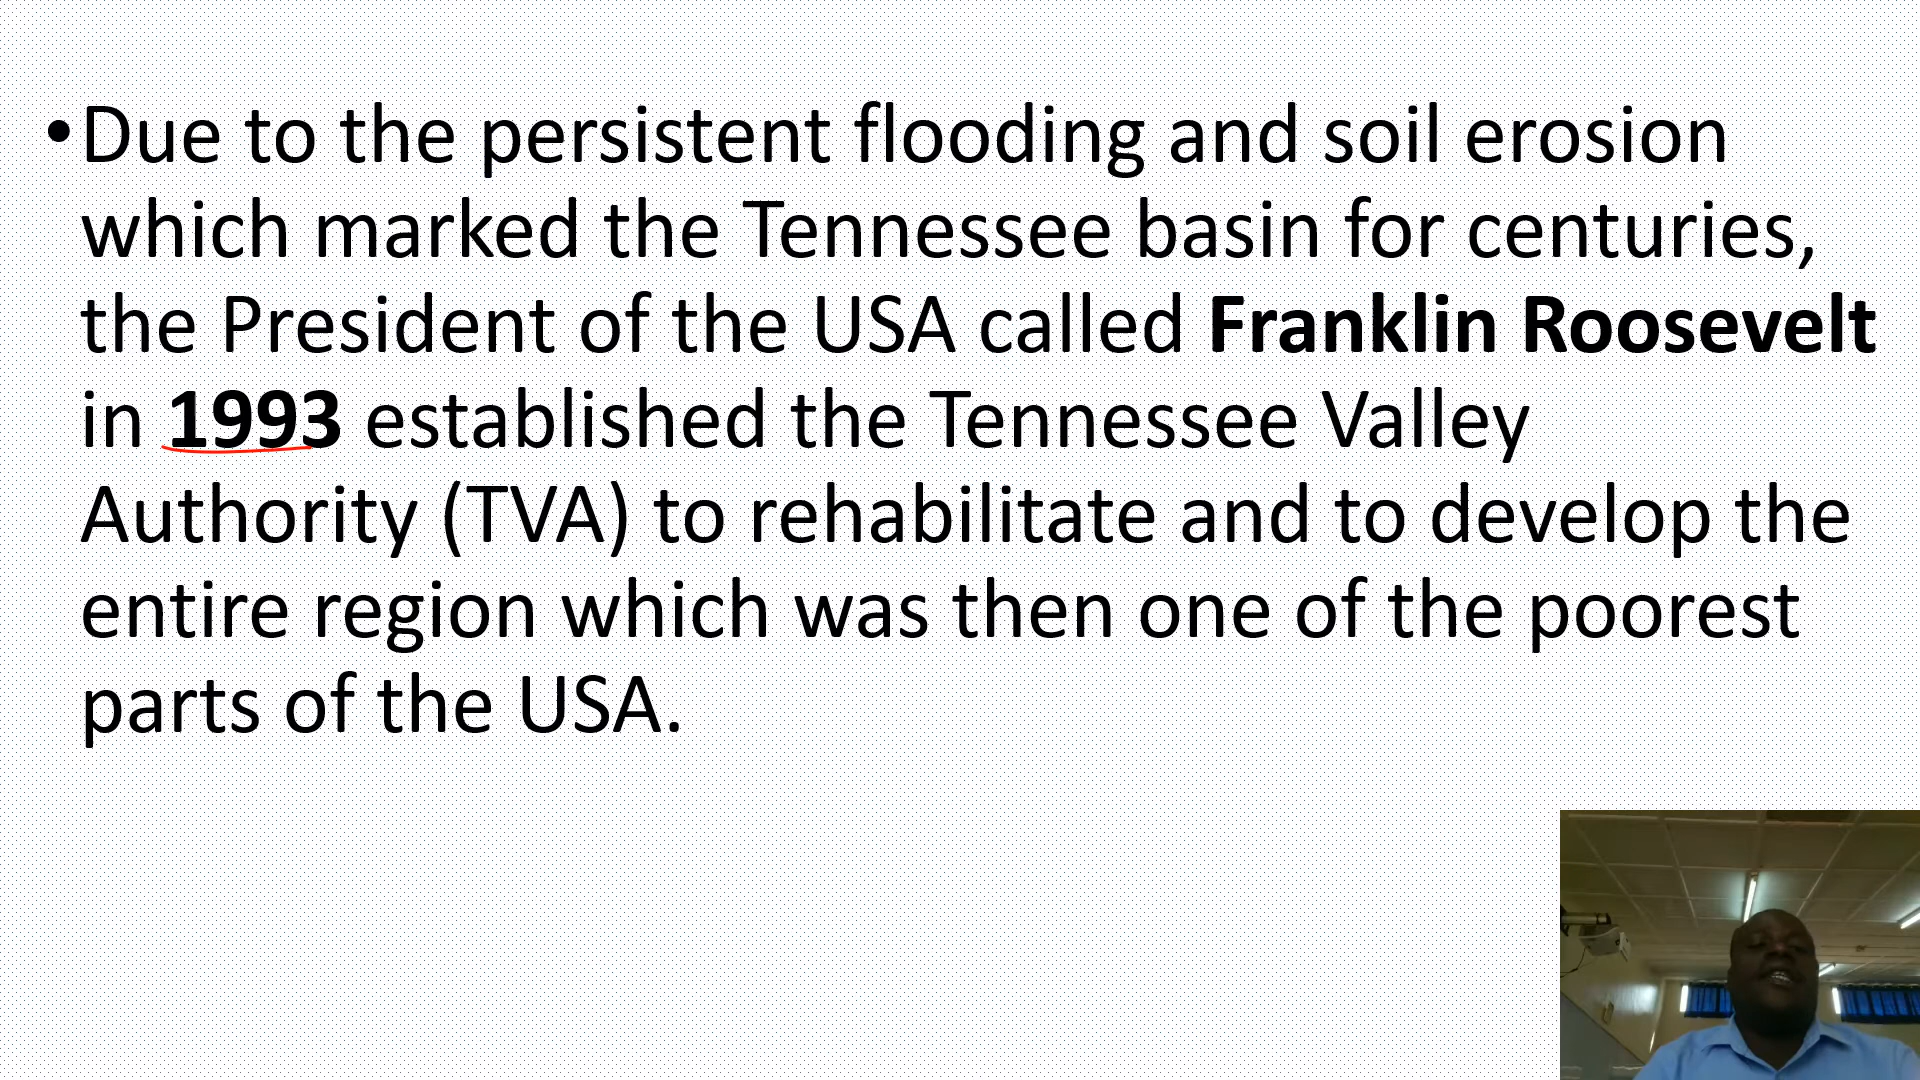 •Due to the persistent flooding and soil erosion
which marked the Tennessee basin for centuries,
the President of the USA called Franklin Roosevelt
in 1993 established the Tennessee Valley
Authority (TVA) to rehabilitate and to develop the
entire region which was then one of the poorest
parts of the USA.